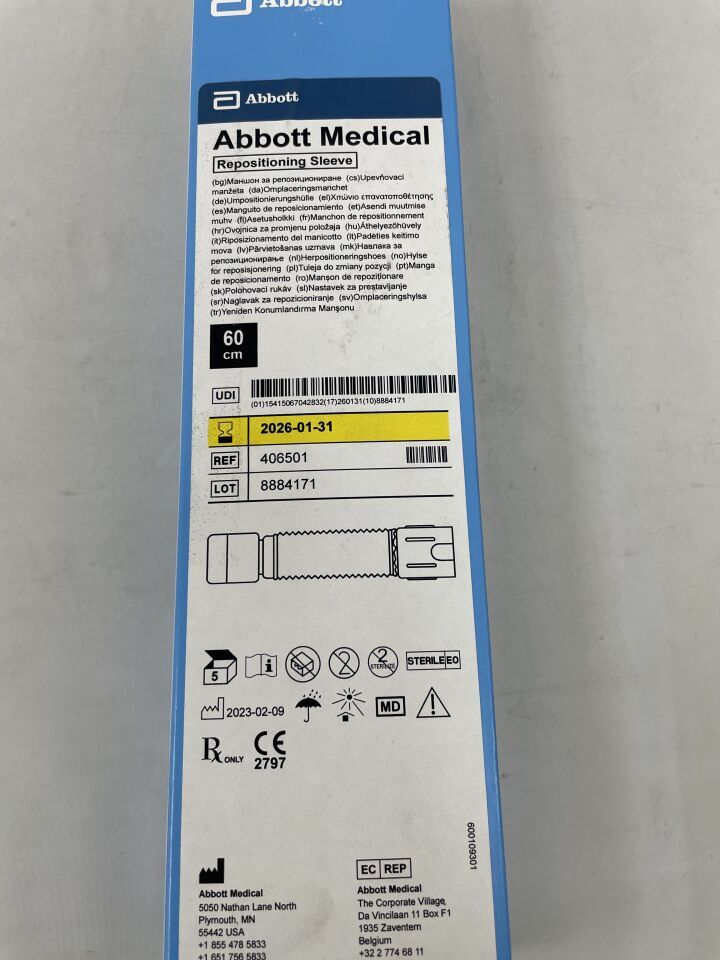 Abbott
Abbott
Abbott Medical
Repositioning Sleeve
(bg)Маншон за репозициониране (cs)Upevňovací
manžeta (da)Omplaceringsmanchet
(de)Umpositionierungshülle (el)Χιτώνιο επανατοποθέτησης
(es)Manguito de reposicionamiento (et)Asendi muutmise
muhv (fi)Asetusholkki (fr)Manchon de repositionnement
(hr)Ovojnica za promjenu položaja (hu)Áthelyezőhüvely
(it)Riposizionamento del manicotto (lt)Padėties keitimo
mova (lv)Pārvietošanas uzmava (mk)Навлака за
репозиционирање (nl)Herpositioneringshoes (no)Hylse
for reposisjonering (pl)Tuleja do zmiany pozycji (pt)Manga
de reposicionamento (ro)Manșon de repoziționare
(sk)Polohovací rukáv (sl)Nastavek za prestavljanje
(sr)Naglavak za repozicioniranje (sv)Omplaceringshylsa
(tr)Yeniden Konumlandırma Manşonu
60
cm
UDI
(01)15415067042832(17)260131(10)8884171
2026-01-31
REF 406501
LOT 8884171
5
i
2
2
STERILIZE
STERILE EO
2023-02-09
MD
Rx ONLY
CE
2797
600109301
EC REP
Abbott Medical
5050 Nathan Lane North
Plymouth, MN
55442 USA
+1 855 478 5833
+1 651 756 5833
Abbott Medical
The Corporate Village
Da Vincilaan 11 Box F1
1935 Zaventem
Belgium
+32 2 774 68 11